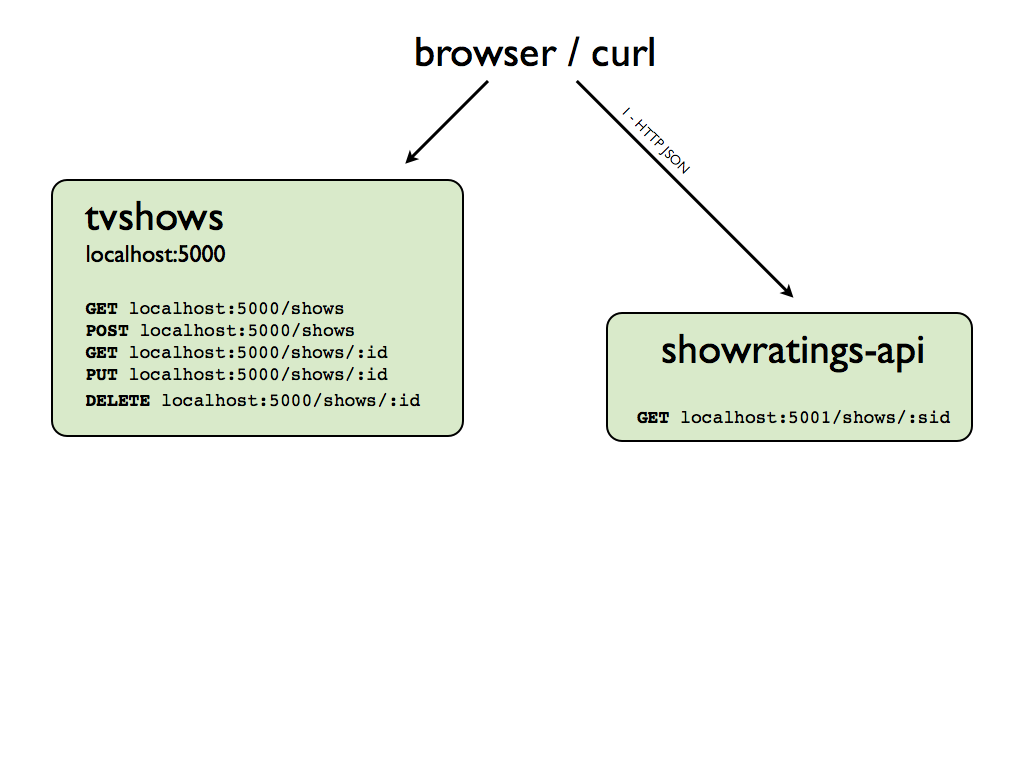 browser / curl
1 - HTTP JSON
tvshows
localhost:5000
GET localhost:5000/shows
POST localhost:5000/shows
GET localhost:5000/shows/:id
PUT localhost:5000/shows/:id
DELETE localhost:5000/shows/:id
showratings-api
GET localhost:5001/shows/:sid